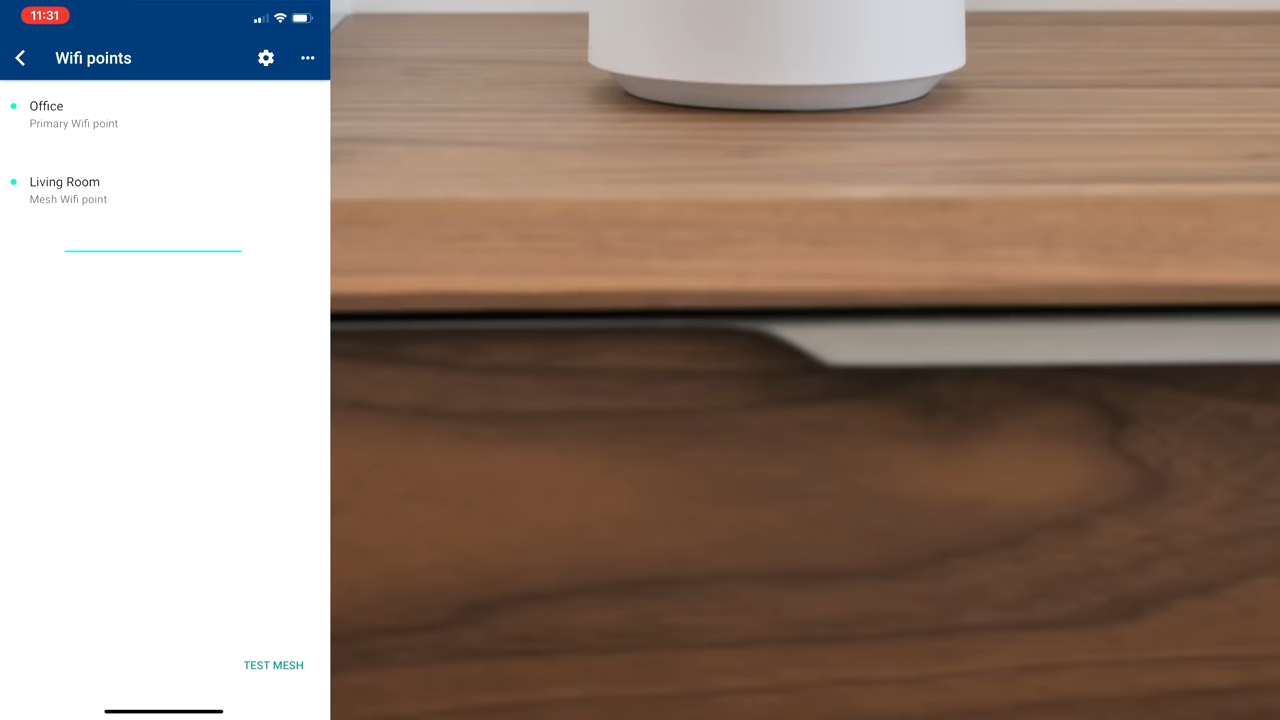 11:31
Wifi points
Office
Primary Wifi point
Living Room
Mesh Wifi point
TEST MESH